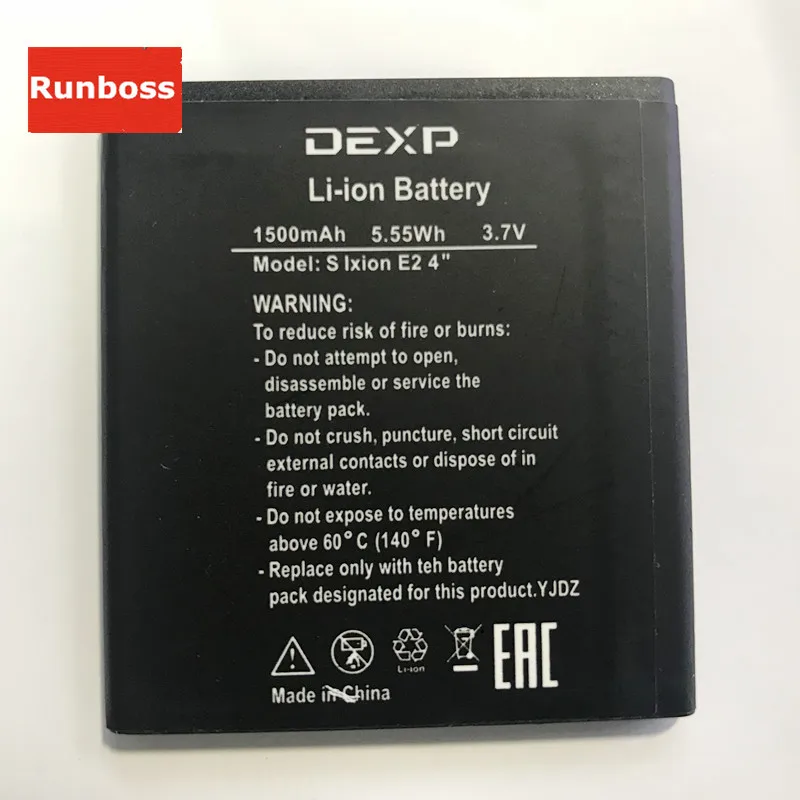 Runboss
DEXP
Li-ion Battery
1500mAh 5.55Wh 3.7V
Model: S Ixion E2 4"
WARNING:
To reduce risk of fire or burns:
- Do not attempt to open,
disassemble or service the
battery pack.
- Do not crush, puncture, short circuit
external contacts or dispose of in
fire or water.
- Do not expose to temperatures
above 60°C (140°F)
- Replace only with teh battery
pack designated for this product.YJDZ
Li-ion
EAC
Made in China